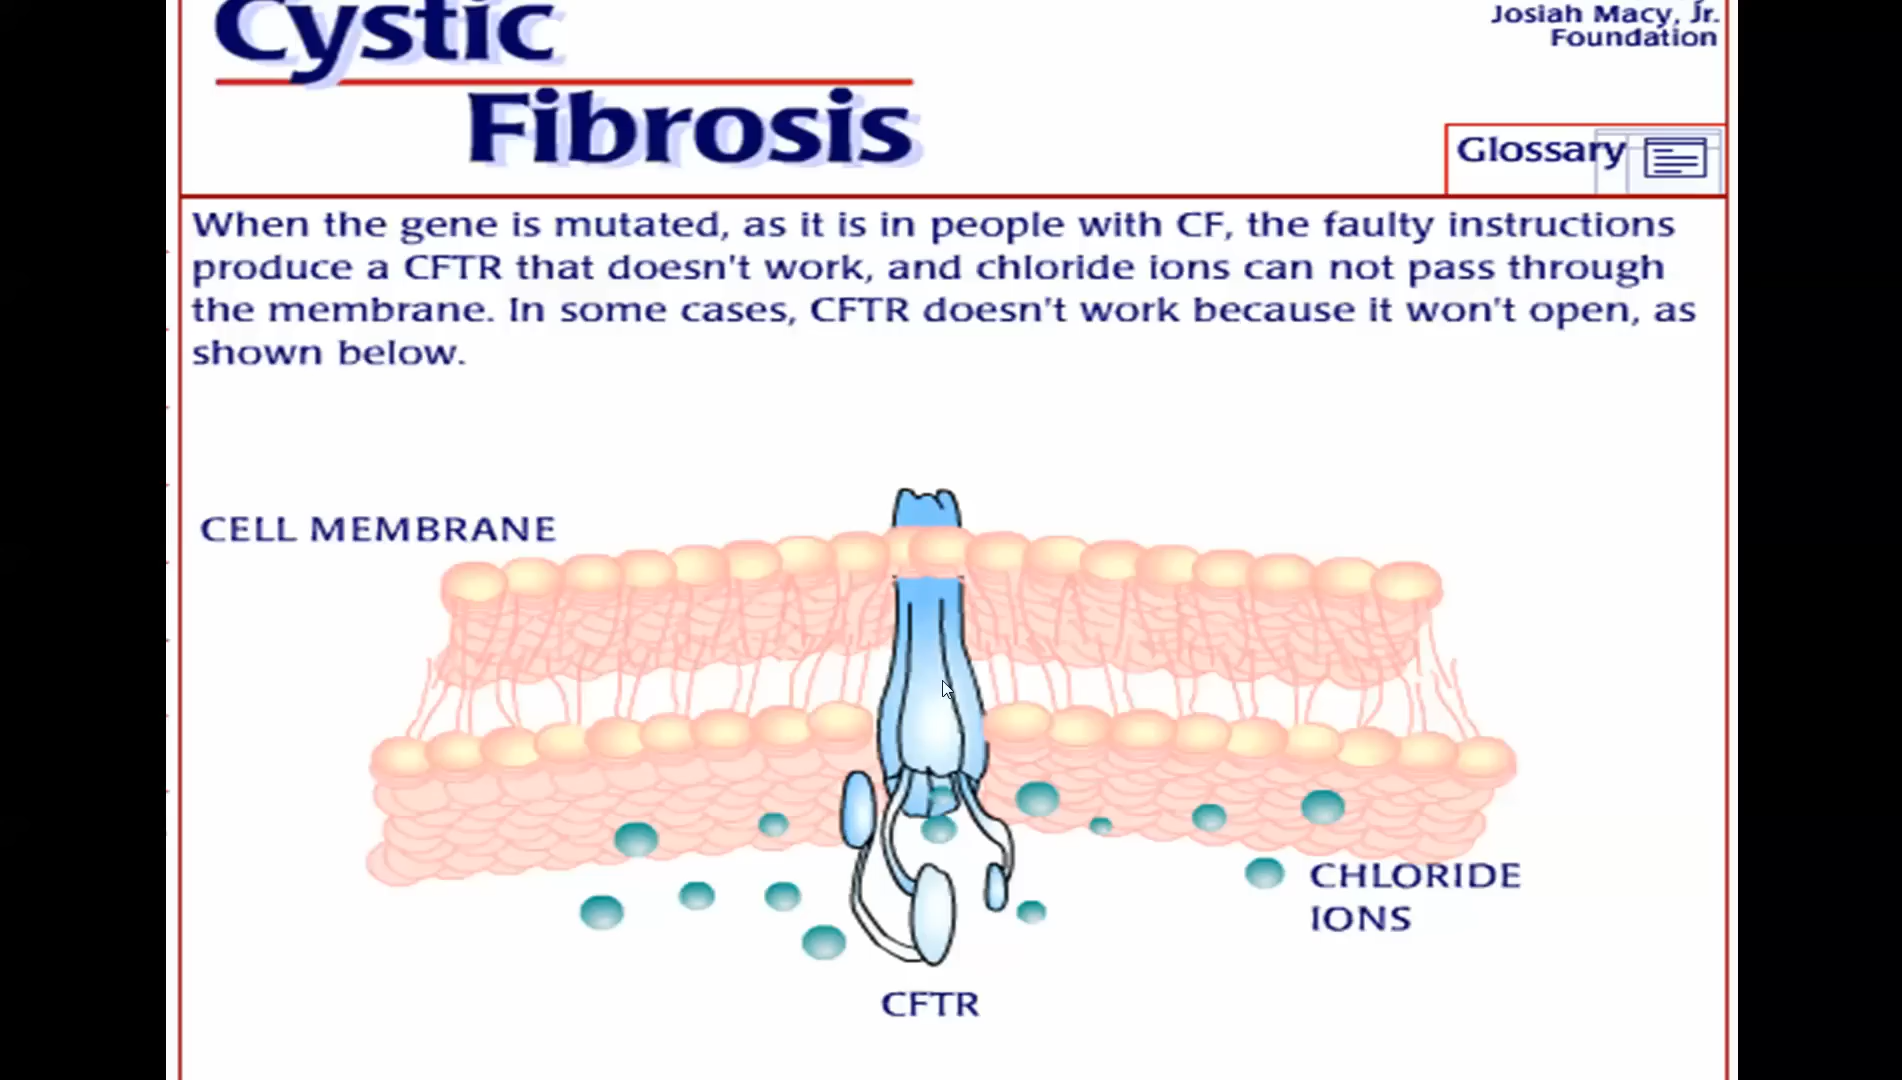 Cystic
Fibrosis
Josiah Macy, Jr.
Foundation
Glossary
When the gene is mutated, as it is in people with CF, the faulty instructions
produce a CFTR that doesn't work, and chloride ions can not pass through
the membrane. In some cases, CFTR doesn't work because it won't open, as
shown below.
CELL MEMBRANE
CHLORIDE
IONS
CFTR